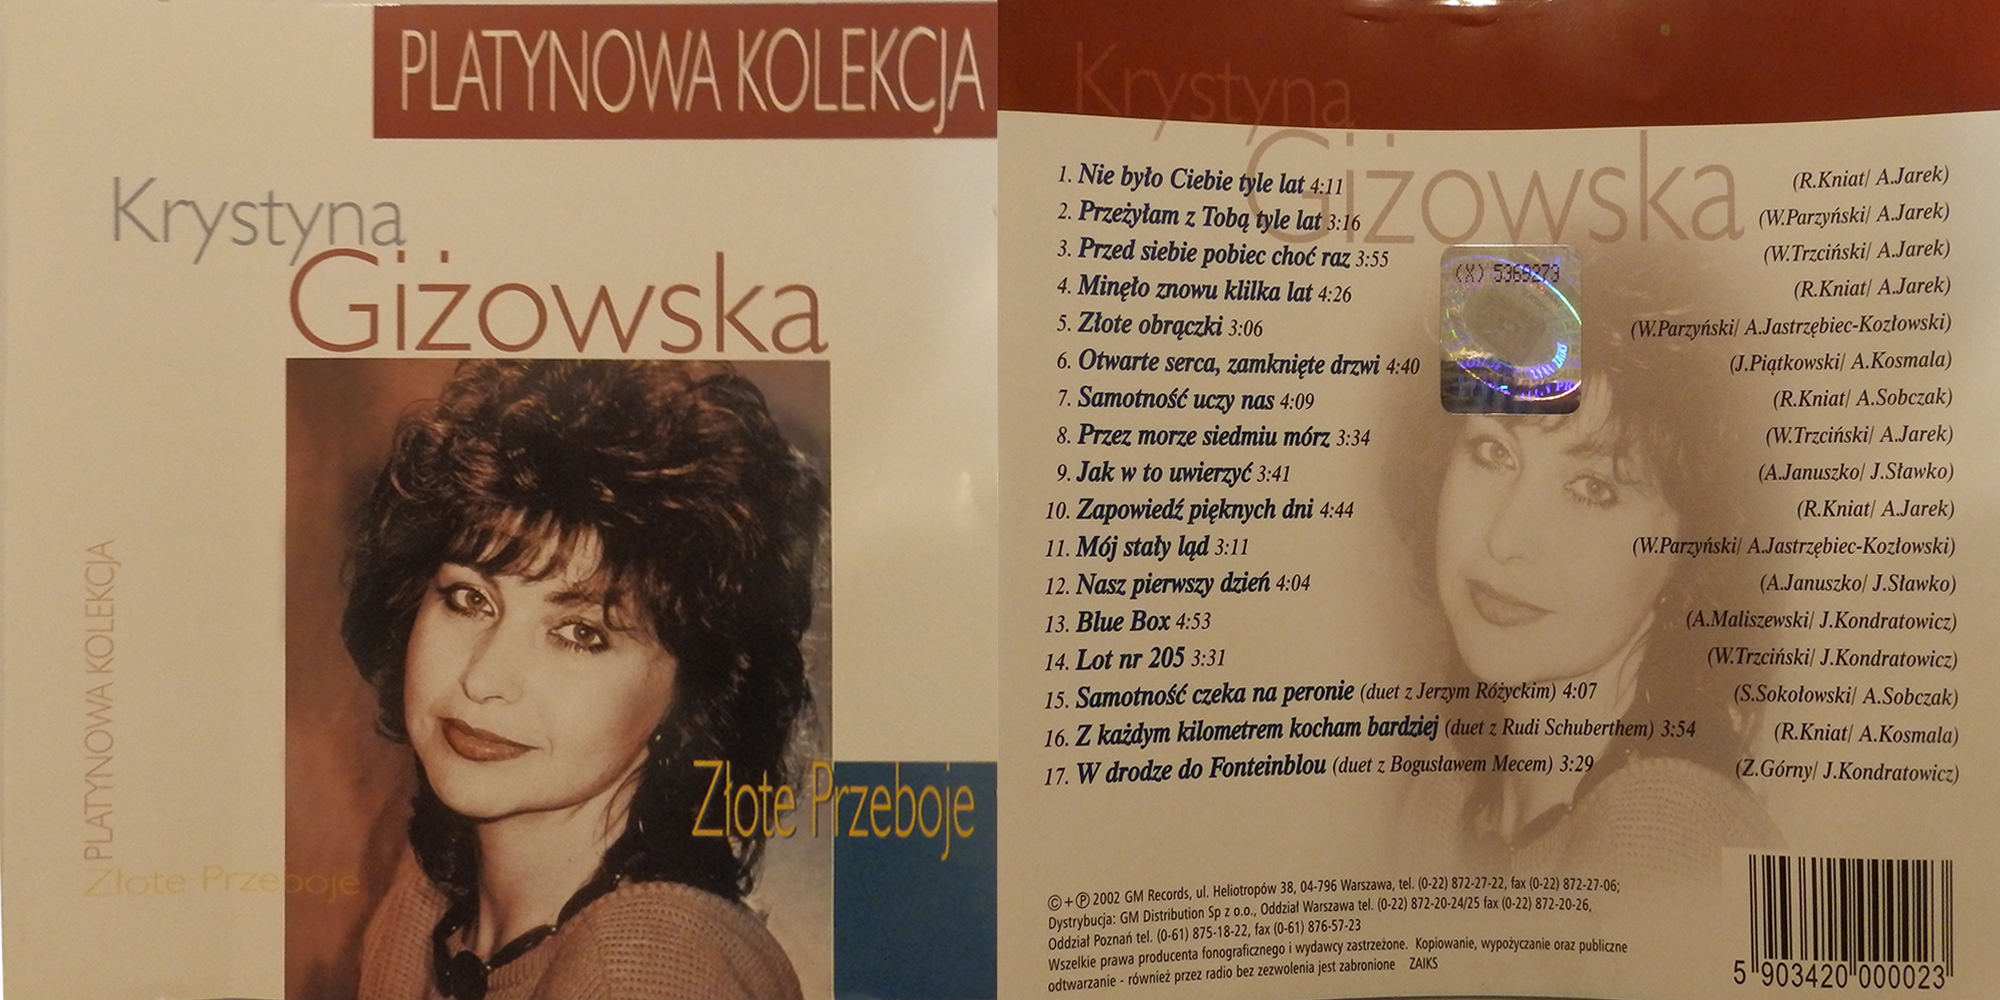 PLATYNOWA KOLEKCJA
Krystyna
Giżowska
Złote Przeboje
PLATYNOWA KOLEKCJA
Złote Przeboje
Krystyna
Giżowska
1. Nie było Ciebie tyle lat 4:11 (R.Kniat/ A.Jarek)
2. Przeżyłam z Tobą tyle lat 3:16 (W.Parzyński/ A.Jarek)
3. Przed siebie pobiec choć raz 3:55 (W.Trzciński/ A.Jarek)
4. Minęło znowu klilka lat 4:26 (R.Kniat/ A.Jarek)
5. Złote obrączki 3:06 (W.Parzyński/ A.Jastrzębiec-Kozłowski)
6. Otwarte serca, zamknięte drzwi 4:40 (J.Piątkowski/ A.Kosmala)
7. Samotność uczy nas 4:09 (R.Kniat/ A.Sobczak)
8. Przez morze siedmiu mórz 3:34 (W.Trzciński/ A.Jarek)
9. Jak w to uwierzyć 3:41 (A.Januszko/ J.Sławko)
10. Zapowiedź pięknych dni 4:44 (R.Kniat/ A.Jarek)
11. Mój stały ląd 3:11 (W.Parzyński/ A.Jastrzębiec-Kozłowski)
12. Nasz pierwszy dzień 4:04 (A.Januszko/ J.Sławko)
13. Blue Box 4:53 (A.Maliszewski/ J.Kondratowicz)
14. Lot nr 205 3:31 (W.Trzciński/ J.Kondratowicz)
15. Samotność czeka na peronie (duet z Jerzym Różyckim) 4:07 (S.Sokołowski/ A.Sobczak)
16. Z każdym kilometrem kocham bardziej (duet z Rudi Schuberthem) 3:54 (R.Kniat/ A.Kosmala)
17. W drodze do Fonteinblou (duet z Bogusławem Mecem) 3:29 (Z.Górny/ J.Kondratowicz)
(X) 5369273
©+℗ 2002 GM Records, ul. Heliotropów 38, 04-796 Warszawa, tel. (0-22) 872-27-22, fax (0-22) 872-27-06;
Dystrybucja: GM Distribution Sp z o.o., Oddział Warszawa tel. (0-22) 872-20-24/25 fax (0-22) 872-20-26,
Oddział Poznań tel. (0-61) 875-18-22, fax (0-61) 876-57-23
Wszelkie prawa producenta fonograficznego i wydawcy zastrzeżone. Kopiowanie, wypożyczanie oraz publiczne
odtwarzanie - również przez radio bez zezwolenia jest zabronione ZAIKS
5 903420 000023